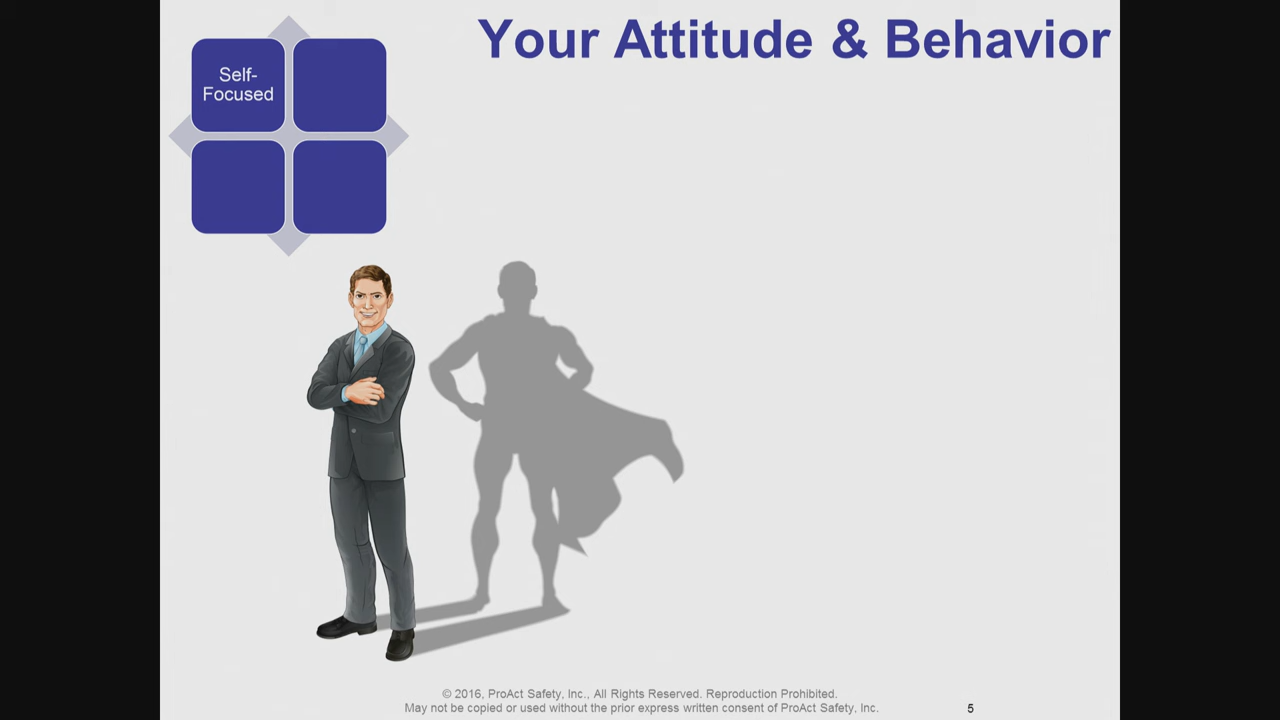 Your Attitude & Behavior
Self-
Focused
© 2016, ProAct Safety, Inc., All Rights Reserved. Reproduction Prohibited.
May not be copied or used without the prior express written consent of ProAct Safety, Inc.
5